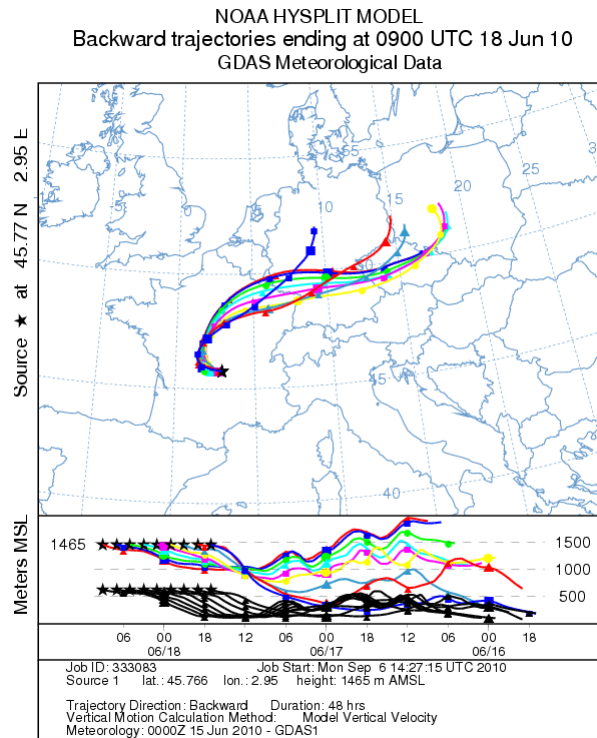 NOAA HYSPLIT MODEL
Backward trajectories ending at 0900 UTC 18 Jun 10
GDAS Meteorological Data
Source ★ at 45.77 N 2.95 E
5
10
15
20
25
30
55
45
40
Meters MSL
1465
1500
1000
500
06 00 18 12 06 00 18 12 06 00 18
06/18 06/17 06/16
Job ID: 333083 Job Start: Mon Sep 6 14:27:15 UTC 2010
Source 1 lat.: 45.766 lon.: 2.95 height: 1465 m AMSL
Trajectory Direction: Backward Duration: 48 hrs
Vertical Motion Calculation Method: Model Vertical Velocity
Meteorology: 0000Z 15 Jun 2010 - GDAS1